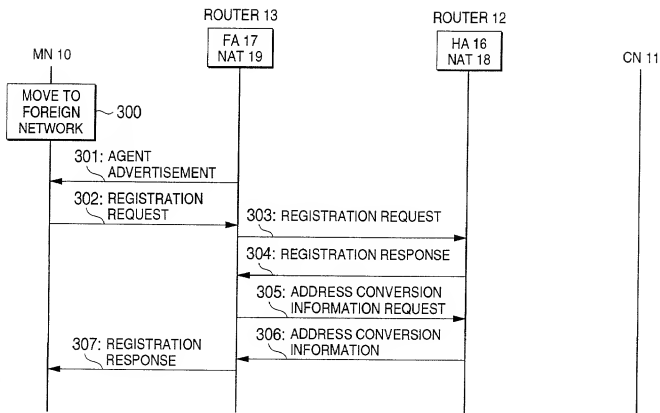 ROUTER 13
ROUTER 12
MN 10
FA 17
NAT 19
HA 16
NAT 18
CN 11
MOVE TO
FOREIGN
NETWORK
300
301: AGENT
ADVERTISEMENT
302: REGISTRATION
REQUEST
303: REGISTRATION REQUEST
304: REGISTRATION RESPONSE
305: ADDRESS CONVERSION
INFORMATION REQUEST
306: ADDRESS CONVERSION
INFORMATION
307: REGISTRATION
RESPONSE